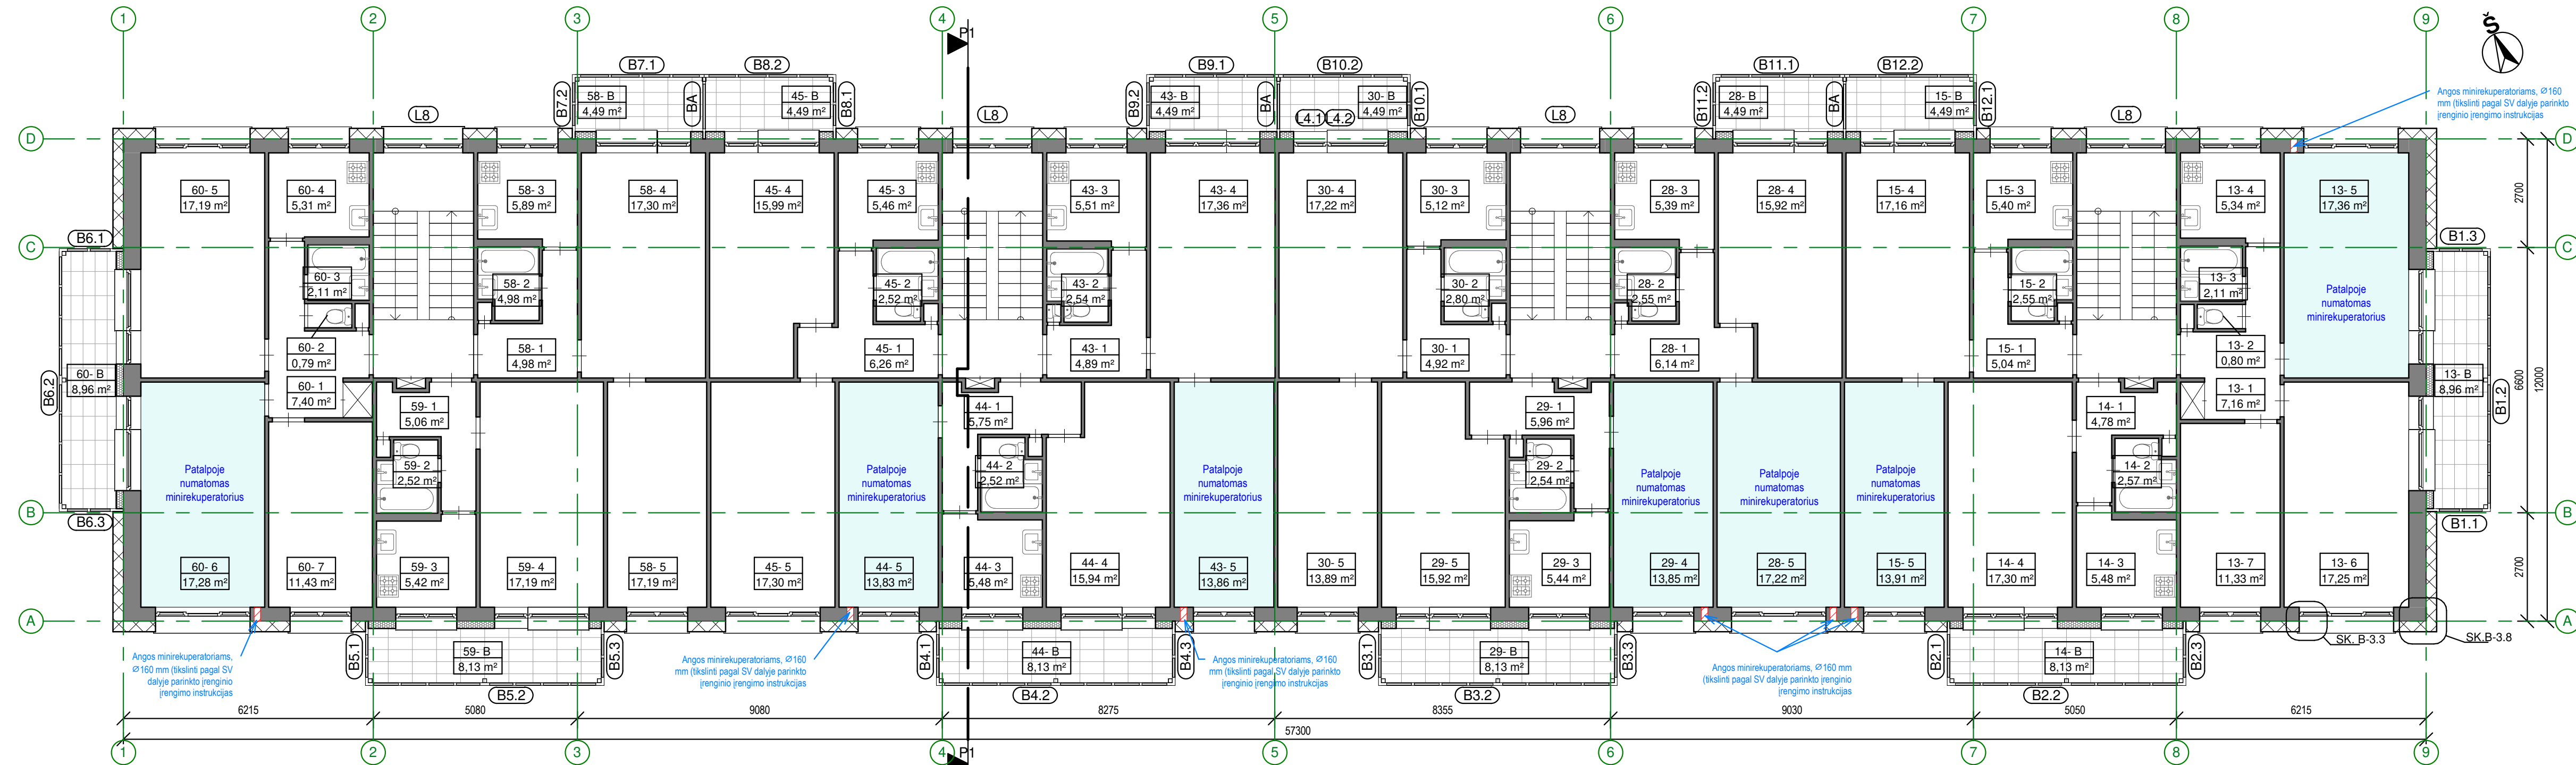 1 2 3 4 5 6 7 8 9
P1
Š
B7.1 B8.2 B9.1 B10.2 B11.1 B12.2
B7.2 58- B BA 45- B B8.1 B9.2 43- B BA 30- B B10.1 B11.2 28- B BA 15- B B12.1
4,49 m² 4,49 m² 4,49 m² 4,49 m² 4,49 m² 4,49 m²
Angos minirekuperatoriams, ∅160
mm (tikslinti pagal SV dalyje parinkto
įrenginio įrengimo instrukcijas
L8 L8 L4.1 L4.2 L8 L8
D D
60- 5 60- 4 58- 3 58- 4 45- 4 45- 3 43- 3 43- 4 30- 4 30- 3 28- 3 28- 4 15- 4 15- 3 13- 4 13- 5
17,19 m² 5,31 m² 5,89 m² 17,30 m² 15,99 m² 5,46 m² 5,51 m² 17,36 m² 17,22 m² 5,12 m² 5,39 m² 15,92 m² 17,16 m² 5,40 m² 5,34 m² 17,36 m²
2700
B6.1 B1.3
C C
60- 3 58- 2 45- 2 43- 2 30- 2 28- 2 15- 2 13- 3
2,11 m² 4,98 m² 2,52 m² 2,54 m² 2,80 m² 2,55 m² 2,55 m² 2,11 m²
Patalpoje
numatomas
minirekuperatorius
60- 2 58- 1 45- 1 43- 1 30- 1 28- 1 15- 1 13- 2
0,79 m² 4,98 m² 6,26 m² 4,89 m² 4,92 m² 6,14 m² 5,04 m² 0,80 m²
B6.2 60- B 60- 1 13- 1 13- B B1.2
8,96 m² 7,40 m² 7,16 m² 8,96 m²
6600 12000
59- 1 44- 1 29- 1 14- 1
5,06 m² 5,75 m² 5,96 m² 4,78 m²
59- 2 44- 2 29- 2 14- 2
2,52 m² 2,52 m² 2,54 m² 2,57 m²
Patalpoje Patalpoje Patalpoje Patalpoje Patalpoje Patalpoje
numatomas numatomas numatomas numatomas numatomas numatomas
minirekuperatorius minirekuperatorius minirekuperatorius minirekuperatorius minirekuperatorius minirekuperatorius
B B
B6.3 B1.1
60- 6 60- 7 59- 3 59- 4 58- 5 45- 5 44- 5 44- 3 44- 4 43- 5 30- 5 29- 5 29- 3 29- 4 28- 5 15- 5 14- 4 14- 3 13- 7 13- 6
17,28 m² 11,43 m² 5,42 m² 17,19 m² 17,19 m² 17,30 m² 13,83 m² 5,48 m² 15,94 m² 13,86 m² 13,89 m² 15,92 m² 5,44 m² 13,85 m² 17,22 m² 13,91 m² 17,30 m² 5,48 m² 11,33 m² 17,25 m²
2700
A A
SK.B-3.3 SK.B-3.8
B5.1 59- B B5.3 B4.1 44- B B4.3 B3.1 29- B B3.3 B2.1 14- B B2.3
8,13 m² 8,13 m² 8,13 m² 8,13 m²
Angos minirekuperatoriams,
∅160 mm (tikslinti pagal SV
dalyje parinkto įrenginio
įrengimo instrukcijas
Angos minirekuperatoriams, ∅160
mm (tikslinti pagal SV dalyje parinkto
įrenginio įrengimo instrukcijas
Angos minirekuperatoriams, ∅160
mm (tikslinti pagal SV dalyje parinkto
įrenginio įrengimo instrukcijas
Angos minirekuperatoriams, ∅160 mm
(tikslinti pagal SV dalyje parinkto įrenginio
įrengimo instrukcijas
B5.2 B4.2 B3.2 B2.2
6215 5080 9080 8275 8355 9030 5050 6215
57300
1 2 3 4 5 6 7 8 9
P1